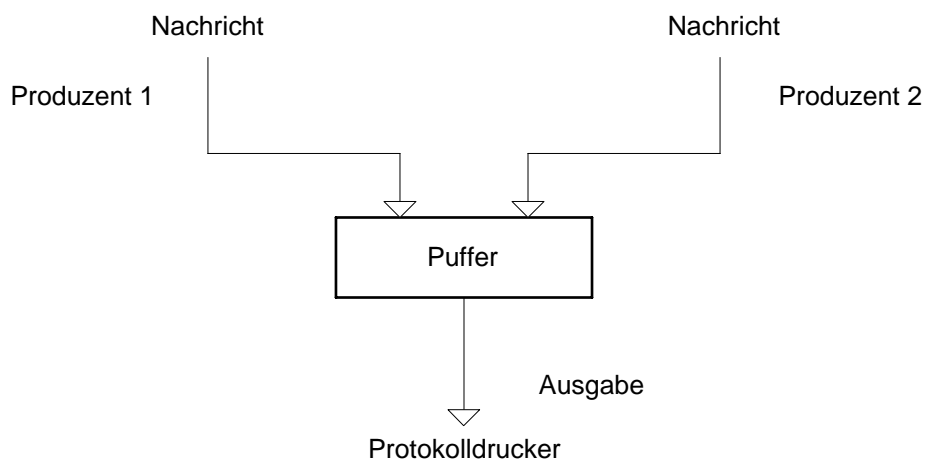 Nachricht
Nachricht
Produzent 1
Produzent 2
Puffer
Ausgabe
Protokolldrucker